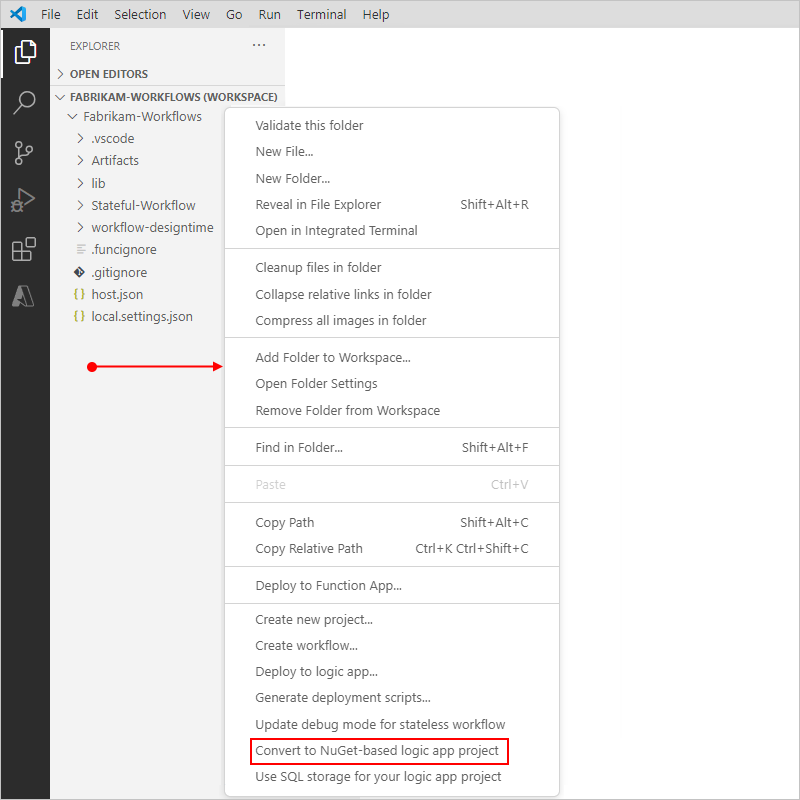 File Edit Selection View Go Run Terminal Help
EXPLORER ...
OPEN EDITORS
FABRIKAM-WORKFLOWS (WORKSPACE)
Fabrikam-Workflows
.vscode
Artifacts
lib
Stateful-Workflow
workflow-designtime
.funcignore
.gitignore
{} host.json
{} local.settings.json
Validate this folder
New File...
New Folder...
Reveal in File Explorer Shift+Alt+R
Open in Integrated Terminal
Cleanup files in folder
Collapse relative links in folder
Compress all images in folder
Add Folder to Workspace...
Open Folder Settings
Remove Folder from Workspace
Find in Folder... Shift+Alt+F
Paste Ctrl+V
Copy Path Shift+Alt+C
Copy Relative Path Ctrl+K Ctrl+Shift+C
Deploy to Function App...
Create new project...
Create workflow...
Deploy to logic app...
Generate deployment scripts...
Update debug mode for stateless workflow
Convert to NuGet-based logic app project
Use SQL storage for your logic app project